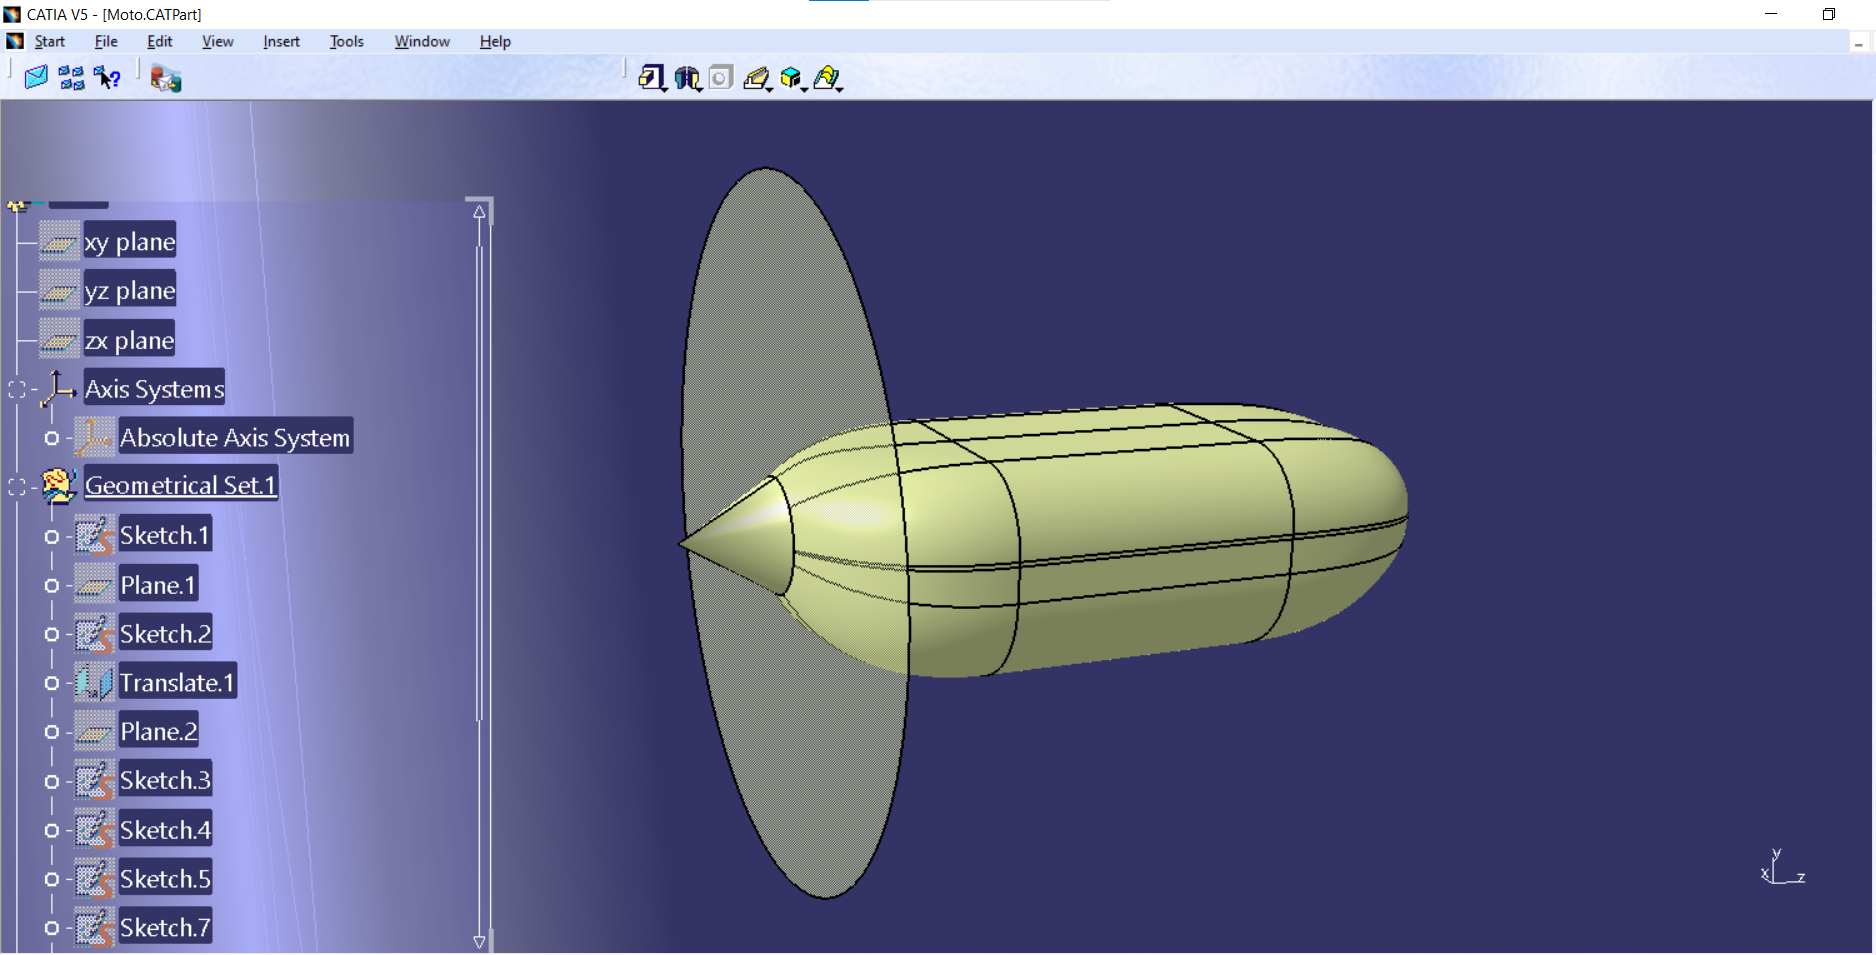 CATIA V5 - [Moto.CATPart]
Start File Edit View Insert Tools Window Help
xy plane
yz plane
zx plane
Axis Systems
Absolute Axis System
Geometrical Set.1
Sketch.1
Plane.1
Sketch.2
Translate.1
Plane.2
Sketch.3
Sketch.4
Sketch.5
Sketch.7
y
x z